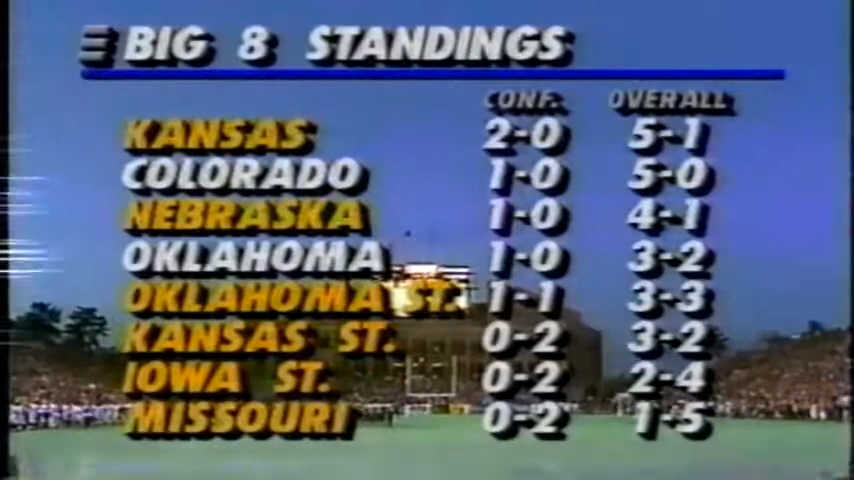 BIG 8 STANDINGS
CONF. OVERALL
KANSAS 2-0 5-1
COLORADO 1-0 5-0
NEBRASKA 1-0 4-1
OKLAHOMA 1-0 3-2
OKLAHOMA ST. 1-1 3-3
KANSAS ST. 0-2 3-2
IOWA ST. 0-2 2-4
MISSOURI 0-2 1-5